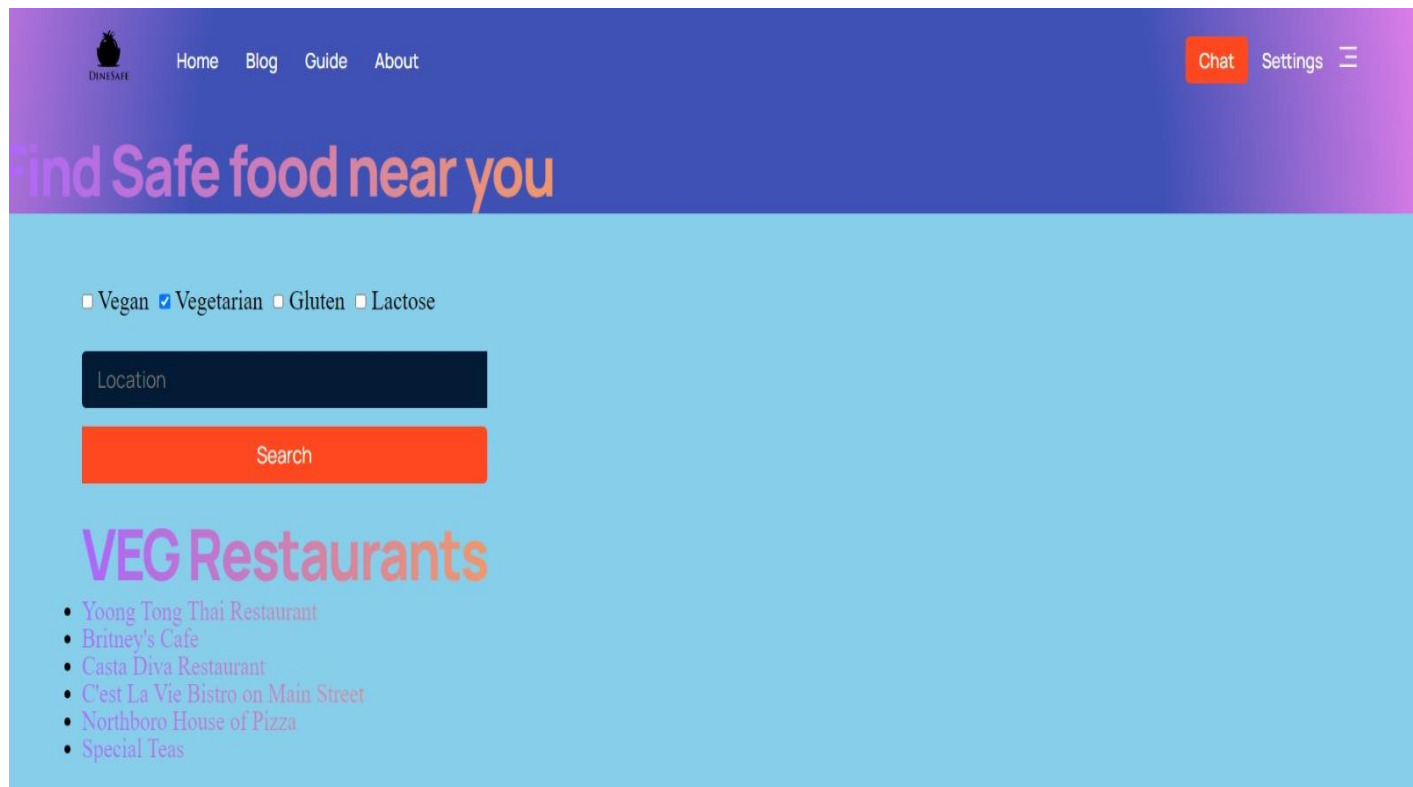 DINESAFE
Home Blog Guide About
Chat Settings
Find Safe food near you
Vegan Vegetarian Gluten Lactose
Location
Search
VEG Restaurants
Yoong Tong Thai Restaurant
Britney's Cafe
Casta Diva Restaurant
C'est La Vie Bistro on Main Street
Northboro House of Pizza
Special Teas